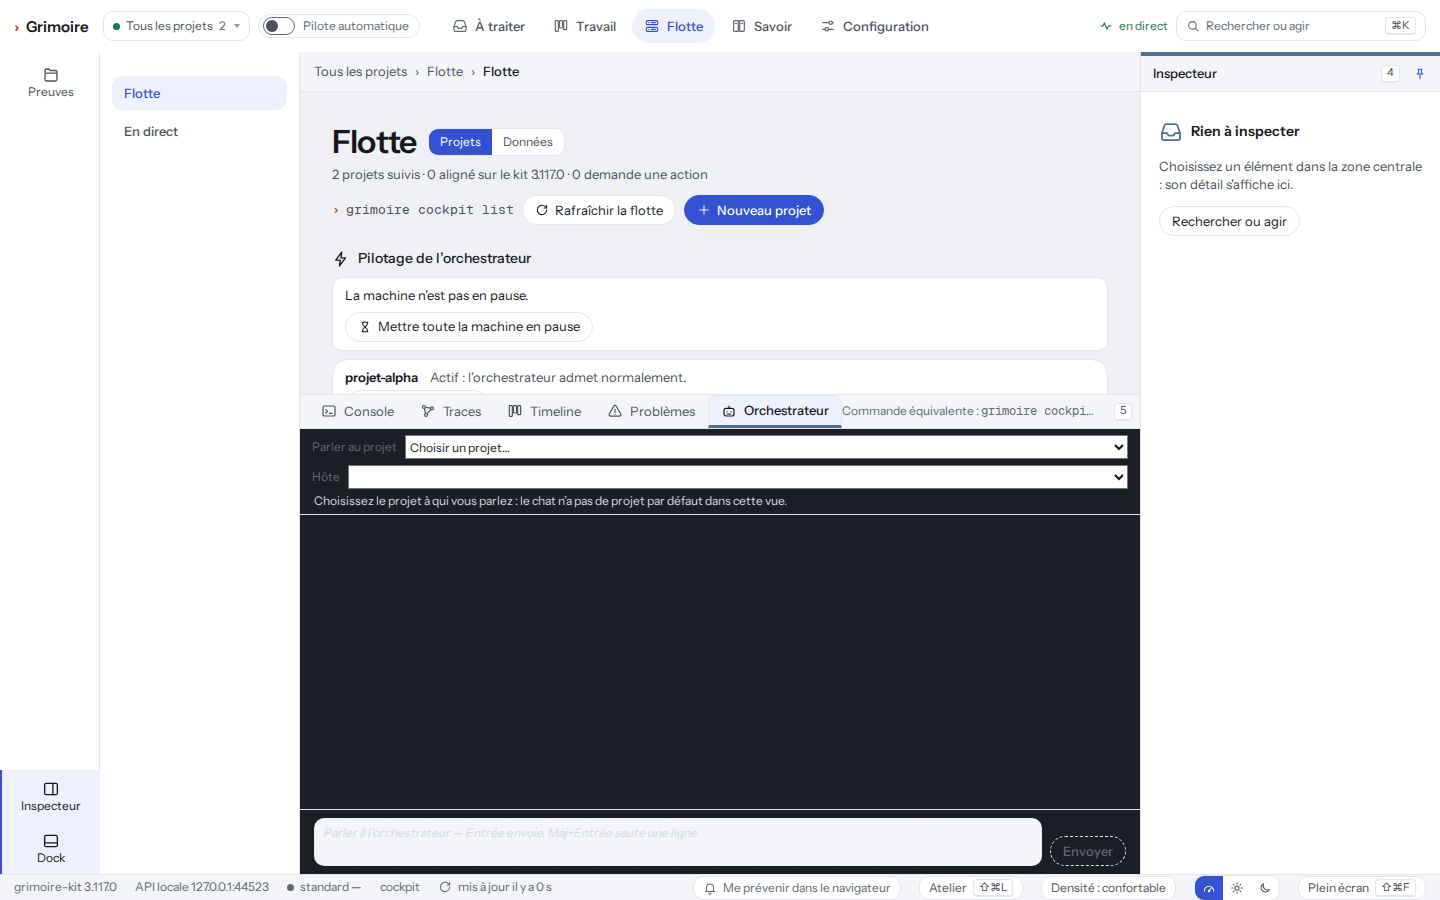 › Grimoire
Tous les projets 2
Pilote automatique
À traiter
Travail
Flotte
Savoir
Configuration
en direct
Rechercher ou agir ⌘K
Preuves
Flotte
En direct
Tous les projets › Flotte › Flotte
Inspecteur 4
Flotte
Projets Données
2 projets suivis · 0 aligné sur le kit 3.117.0 · 0 demande une action
› grimoire cockpit list
Rafraîchir la flotte
Nouveau projet
Pilotage de l'orchestrateur
La machine n'est pas en pause.
Mettre toute la machine en pause
projet-alpha Actif : l'orchestrateur admet normalement.
Rien à inspecter
Choisissez un élément dans la zone centrale
: son détail s'affiche ici.
Rechercher ou agir
Console
Traces
Timeline
Problèmes
Orchestrateur
Commande équivalente : grimoire cockpi… 5
Parler au projet Choisir un projet…
Hôte
Choisissez le projet à qui vous parlez : le chat n'a pas de projet par défaut dans cette vue.
Parler à l'orchestrateur — Entrée envoie, Maj+Entrée saute une ligne
Envoyer
Inspecteur
Dock
grimoire-kit 3.117.0
API locale 127.0.0.1:44523
standard —
cockpit
mis à jour il y a 0 s
Me prévenir dans le navigateur
Atelier ⇧⌘L
Densité : confortable
Plein écran ⇧⌘F